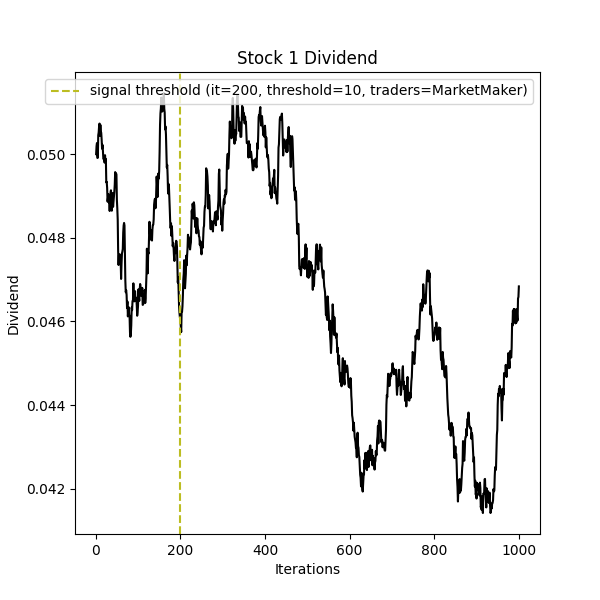 Stock 1 Dividend
signal threshold (it=200, threshold=10, traders=MarketMaker)
0.050
0.048
0.046
0.044
0.042
Dividend
0 200 400 600 800 1000
Iterations